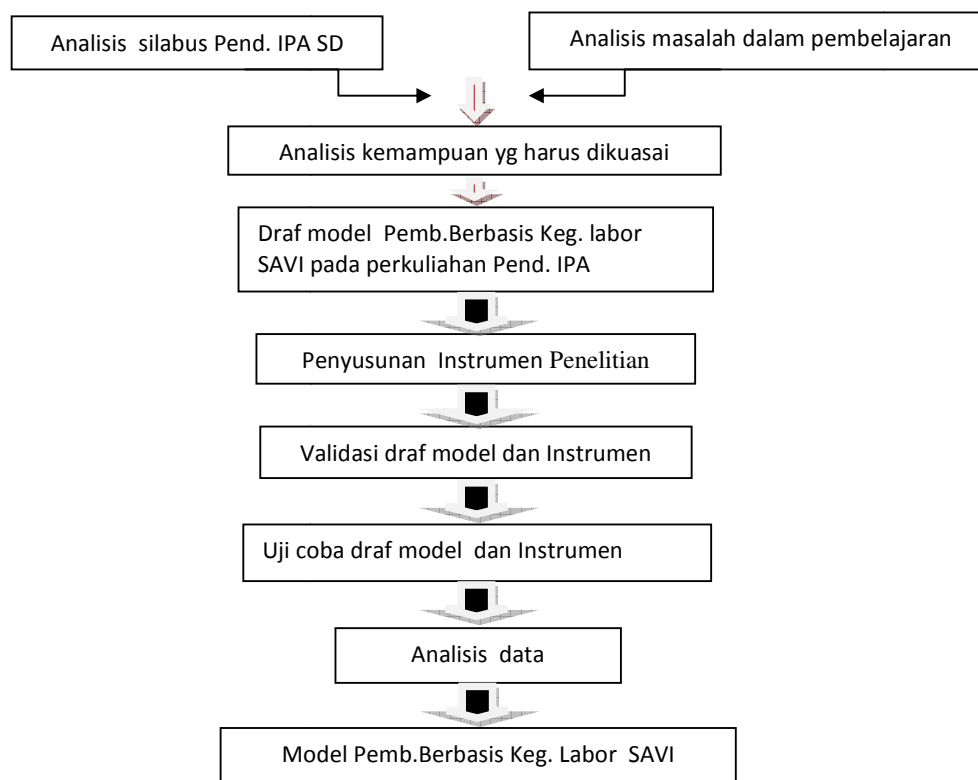 Analisis silabus Pend. IPA SD
Analisis masalah dalam pembelajaran
Analisis kemampuan yg harus dikuasai
Draf model Pemb.Berbasis Keg. labor
SAVI pada perkuliahan Pend. IPA
Penyusunan Instrumen Penelitian
Validasi draf model dan Instrumen
Uji coba draf model dan Instrumen
Analisis data
Model Pemb.Berbasis Keg. Labor SAVI